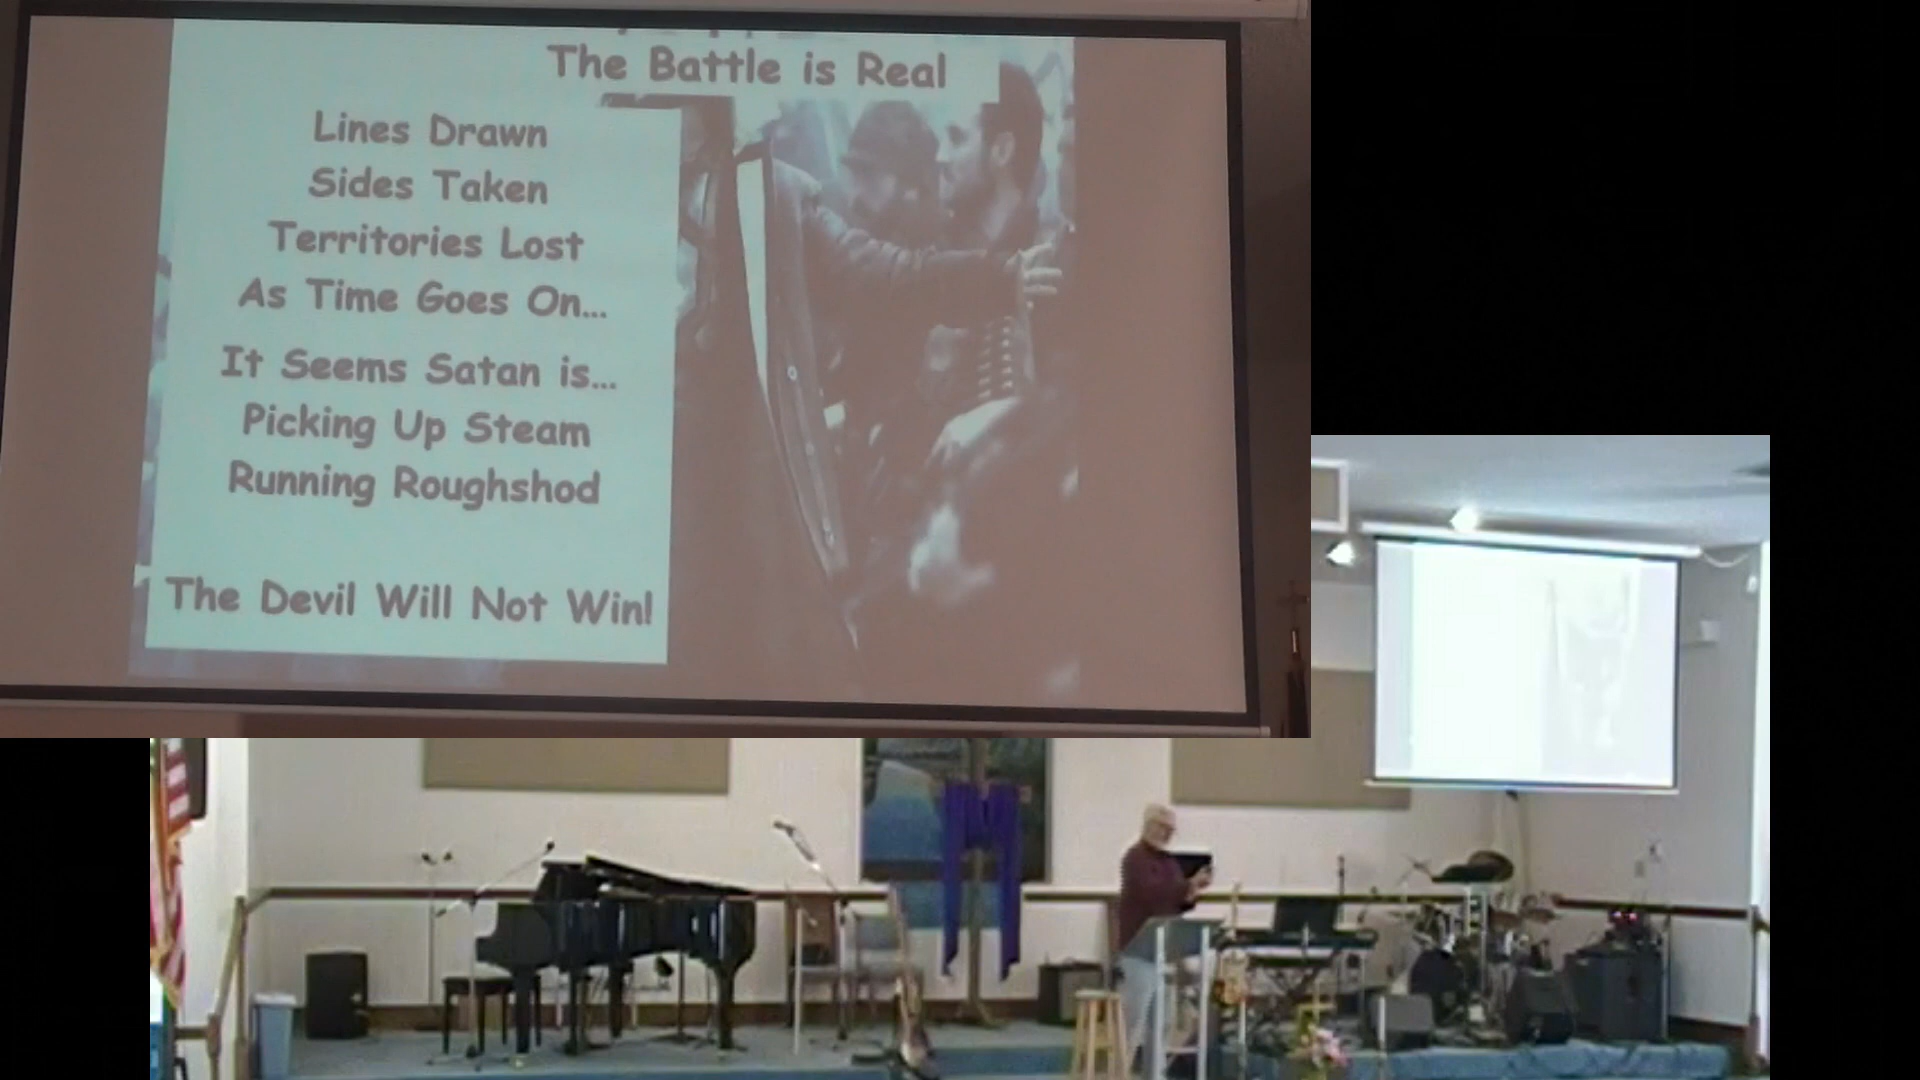 The Battle is Real
Lines Drawn
Sides Taken
Territories Lost
As Time Goes On...
It Seems Satan is...
Picking Up Steam
Running Roughshod
The Devil Will Not Win!